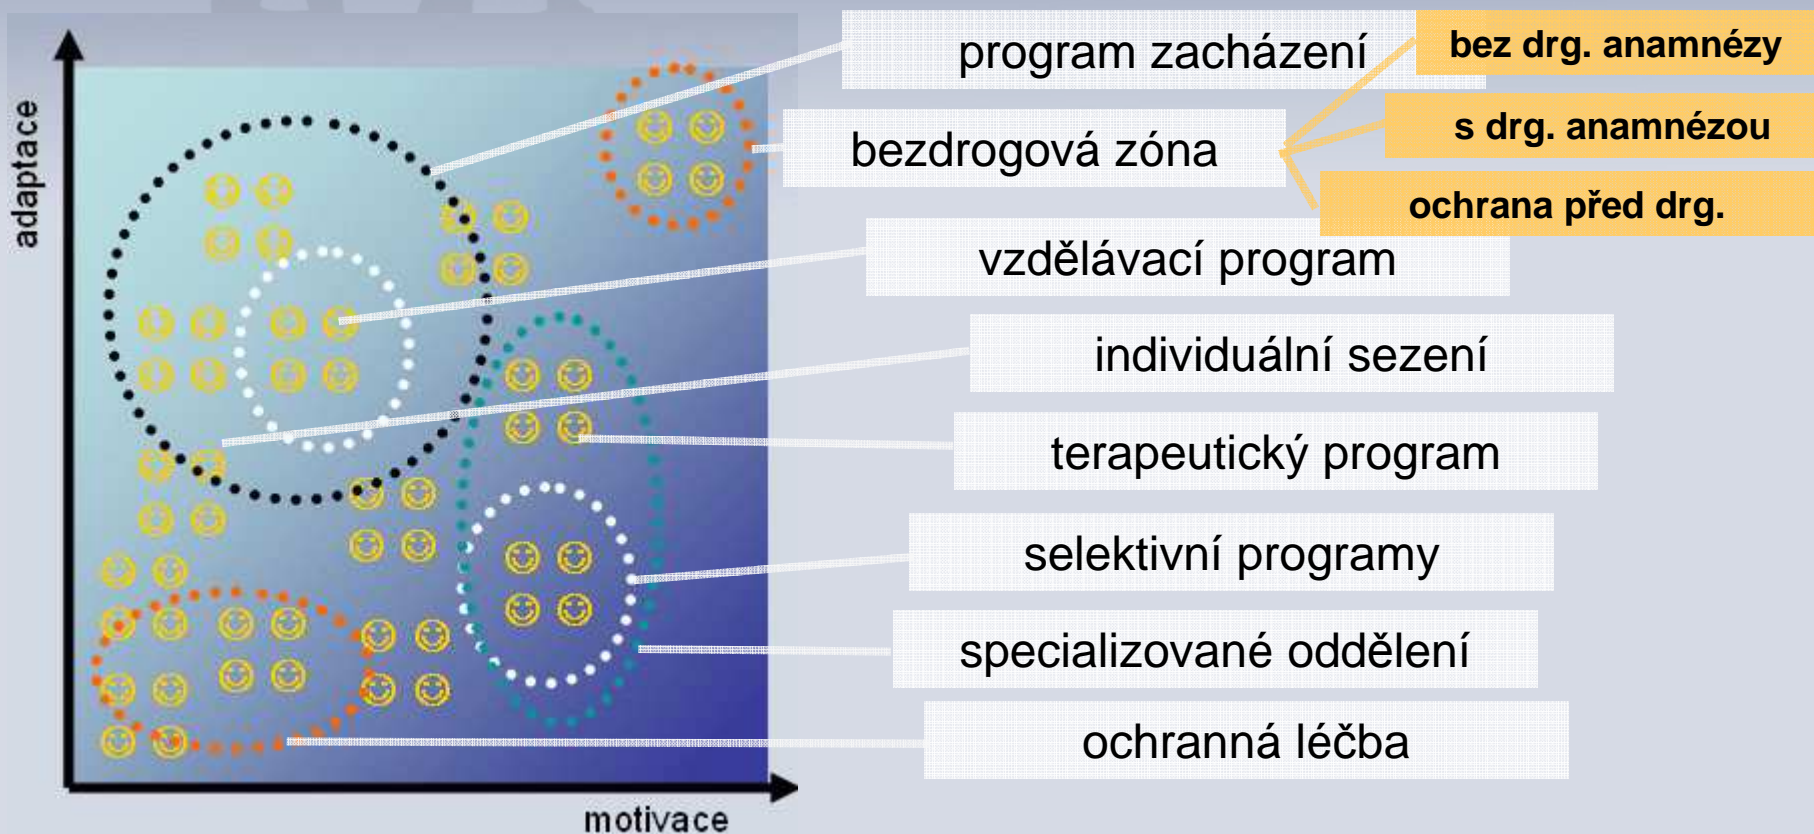 adaptace
motivace
program zacházení
bezdrogová zóna
bez drg. anamnézy
s drg. anamnézou
ochrana před drg.
vzdělávací program
individuální sezení
terapeutický program
selektivní programy
specializované oddělení
ochranná léčba